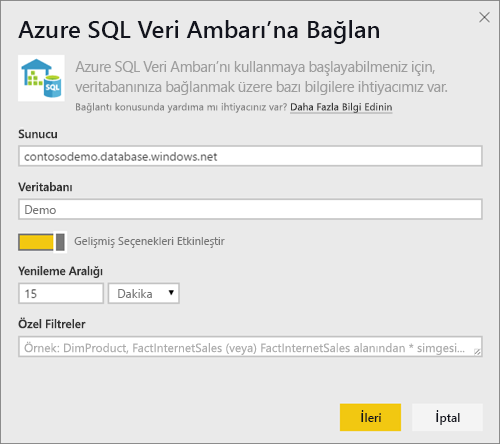 Azure SQL Veri Ambarı’na Bağlan
SQL
Azure SQL Veri Ambarı’nı kullanmaya başlayabilmeniz için,
veritabanınıza bağlanmak üzere bazı bilgilere ihtiyacımız var.
Bağlantı konusunda yardıma mı ihtiyacınız var? Daha Fazla Bilgi Edinin
Sunucu
contosodemo.database.windows.net
Veritabanı
Demo
Gelişmiş Seçenekleri Etkinleştir
Yenileme Aralığı
15 Dakika
Özel Filtreler
Örnek: DimProduct, FactInternetSales (veya) FactInternetSales alanından * simgesi...
İleri İptal